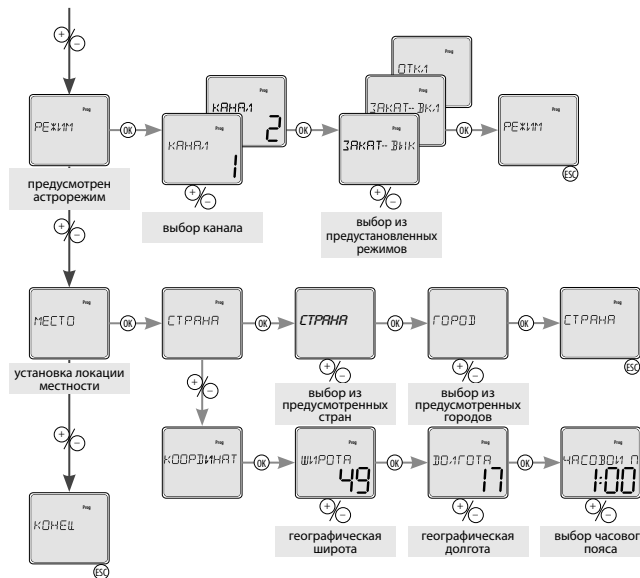 +
−
Prog
ОТКЛ
Prog
КАНАЛ
2
Prog
ЗАКАТ-- ВКЛ
Prog
РЕЖИМ
OK
Prog
КАНАЛ
1
OK
Prog
ЗАКАТ-- ВЫК
OK
Prog
РЕЖИМ
ESC
предусмотрен
астрорежим
+
−
выбор канала
+
−
выбор из
предустановленных
режимов
+
−
Prog
МЕСТО
OK
Prog
СТРАНА
OK
Prog
СТРАНА
OK
Prog
ГОРОД
OK
Prog
СТРАНА
ESC
установка локации
местности
+
−
+
−
выбор из
предусмотренных
стран
+
−
выбор из
предусмотренных
городов
+
−
Prog
КООРДИНАТ
OK
Prog
ШИРОТА
49
OK
Prog
ДОЛГОТА
17
OK
Prog
ЧАСОВОИ П
1:00
+
−
географическая
широта
+
−
географическая
долгота
+
−
выбор часовог
пояса
Prog
КОНЕЦ
ESC